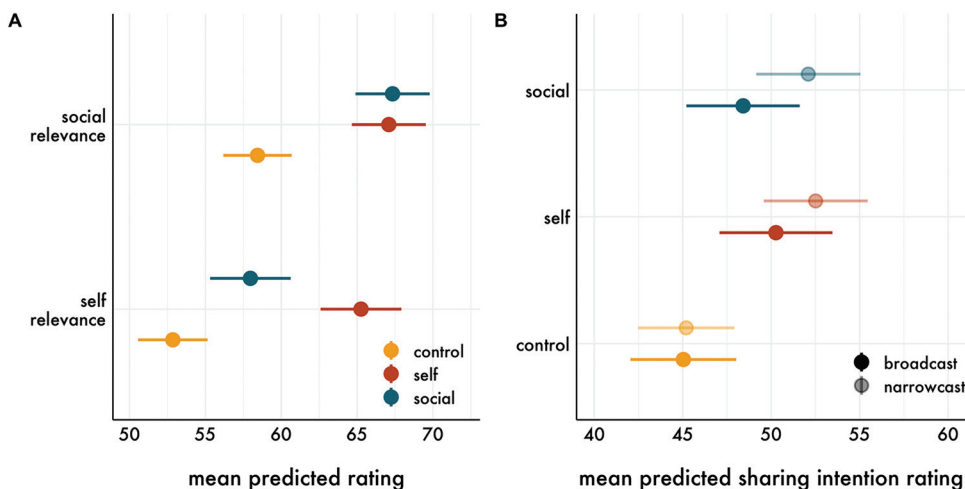 A
social
relevance
self
relevance
control
self
social
50 55 60 65 70
mean predicted rating
B
social
self
control
broadcast
narrowcast
40 45 50 55 60
mean predicted sharing intention rating